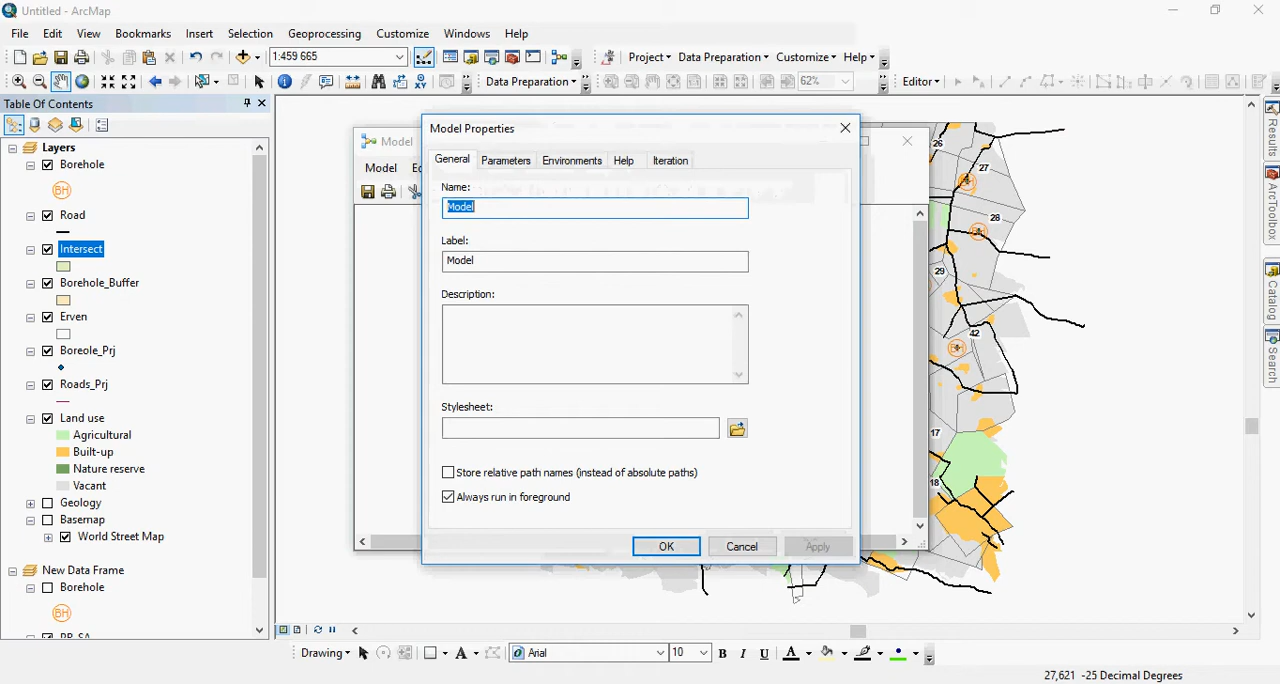 Untitled - ArcMap
File Edit View Bookmarks Insert Selection Geoprocessing Customize Windows Help
1:459 665 Project Data Preparation Customize Help
Data Preparation 62% Editor
Table Of Contents
Layers
Borehole
BH
Road
Intersect
Borehole_Buffer
Erven
Boreole_Prj
Roads_Prj
Land use
Agricultural
Built-up
Nature reserve
Vacant
Geology
Basemap
World Street Map
New Data Frame
Borehole
BH
Model
Model
Model Properties
General Parameters Environments Help Iteration
Name:
Model
Label:
Model
Description:
Stylesheet:
Store relative path names (instead of absolute paths)
Always run in foreground
OK Cancel Apply
26
27
28
29
42
17
18
Results
ArcToolbox
Catalog
Search
Drawing A Arial 10 B I U A
27,621 -25 Decimal Degrees